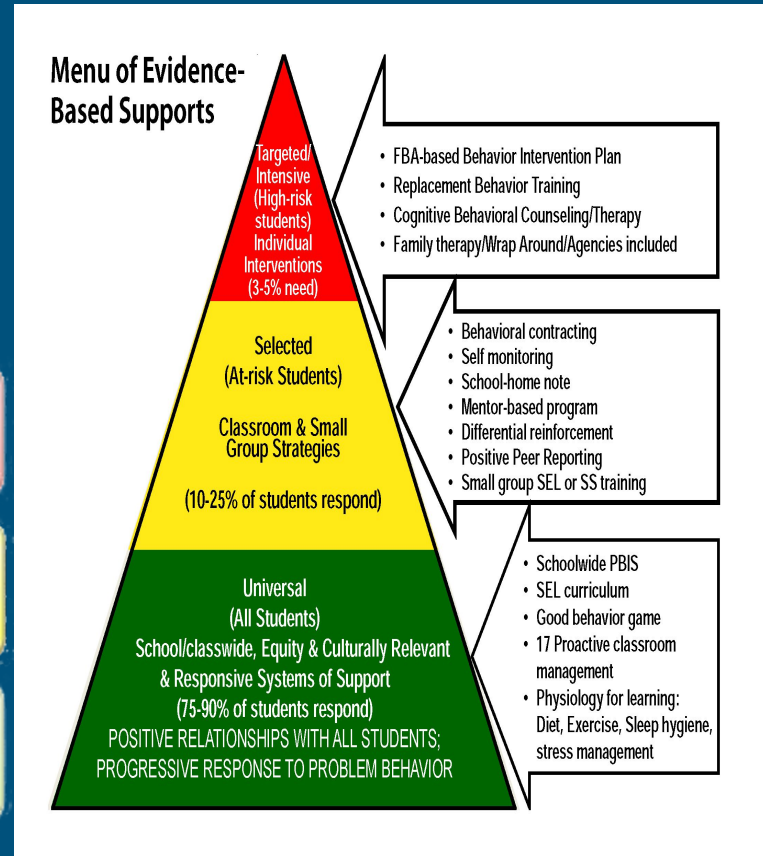 Menu of Evidence-
Based Supports
Targeted/
Intensive
(High-risk
students)
Individual
Interventions
(3-5% need)
• FBA-based Behavior Intervention Plan
• Replacement Behavior Training
• Cognitive Behavioral Counseling/Therapy
• Family therapy/Wrap Around/Agencies included
Selected
(At-risk Students)
Classroom & Small
Group Strategies
(10-25% of students respond)
• Behavioral contracting
• Self monitoring
• School-home note
• Mentor-based program
• Differential reinforcement
• Positive Peer Reporting
• Small group SEL or SS training
Universal
(All Students)
School/classwide, Equity & Culturally Relevant
& Responsive Systems of Support
(75-90% of students respond)
POSITIVE RELATIONSHIPS WITH ALL STUDENTS;
PROGRESSIVE RESPONSE TO PROBLEM BEHAVIOR
• Schoolwide PBIS
• SEL curriculum
• Good behavior game
• 17 Proactive classroom
management
• Physiology for learning:
Diet, Exercise, Sleep hygiene,
stress management